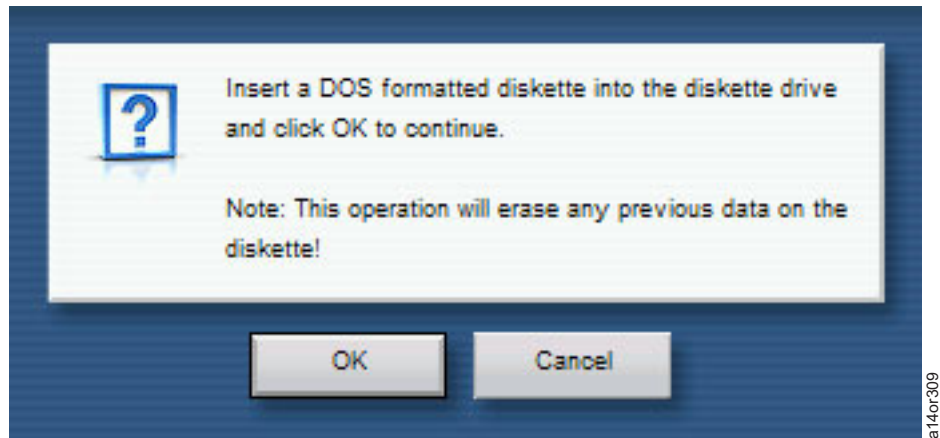 Insert a DOS formatted diskette into the diskette drive
and click OK to continue.
Note: This operation will erase any previous data on the
diskette!
OK
Cancel
a14or309